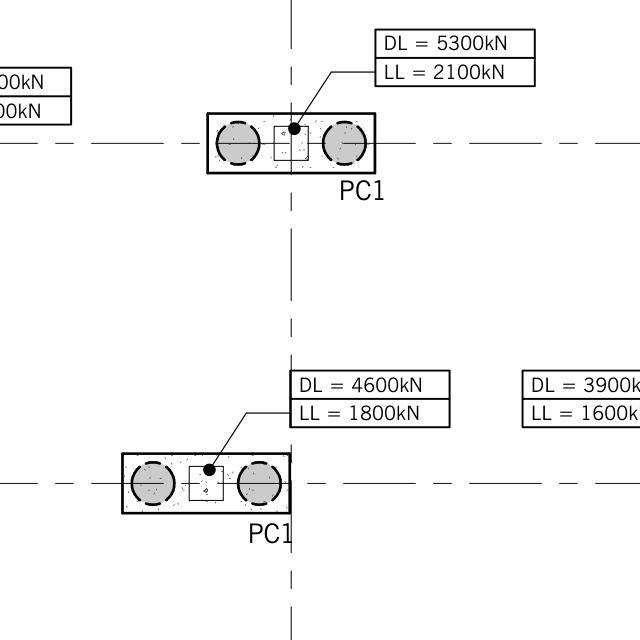 DL = 5300kN
LL = 2100kN
00kN
00kN
PC1
DL = 4600kN
LL = 1800kN
DL = 3900k
LL = 1600k
PC1